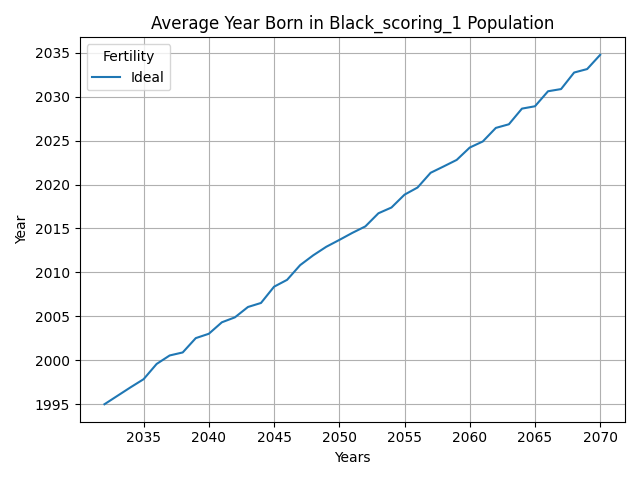 Average Year Born in Black_scoring_1 Population
Fertility
Ideal
Year
2035
2030
2025
2020
2015
2010
2005
2000
1995
2035 2040 2045 2050 2055 2060 2065 2070
Years